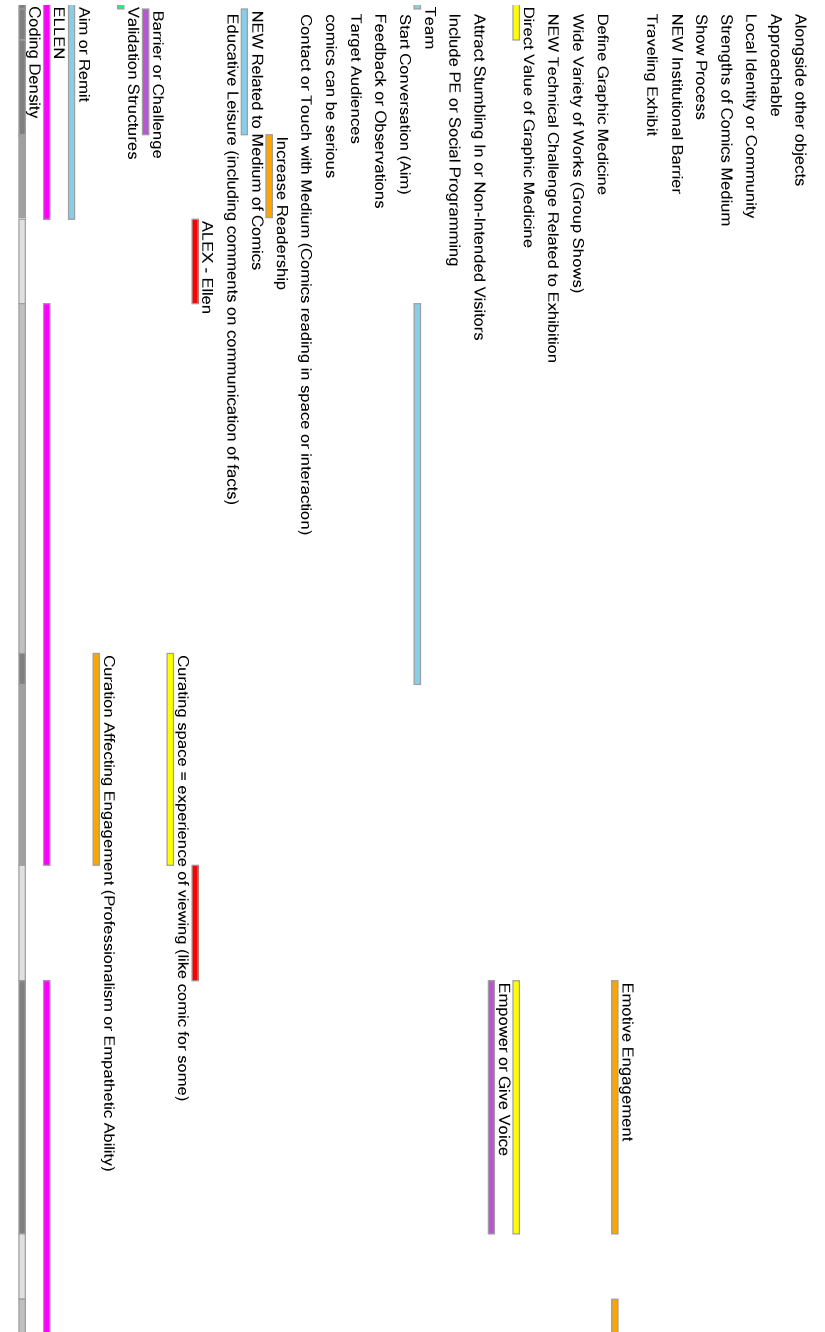 Coding Density
ELLEN
Aim or Remit
Curation Affecting Engagement (Professionalism or Empathetic Ability)
Validation Structures
Barrier or Challenge
Curating space = experience of viewing (like comic for some)
ALEX - Ellen
Educative Leisure (including comments on communication of facts)
NEW Related to Medium of Comics
Increase Readership
Contact or Touch with Medium (Comics reading in space or interaction)
comics can be serious
Target Audiences
Feedback or Observations
Start Conversation (Aim)
Team
Include PE or Social Programming
Attract Stumbling In or Non-Intended Visitors
Empower or Give Voice
Direct Value of Graphic Medicine
NEW Technical Challenge Related to Exhibition
Wide Variety of Works (Group Shows)
Define Graphic Medicine
Emotive Engagement
Traveling Exhibit
NEW Institutional Barrier
Show Process
Strengths of Comics Medium
Local Identity or Community
Approachable
Alongside other objects